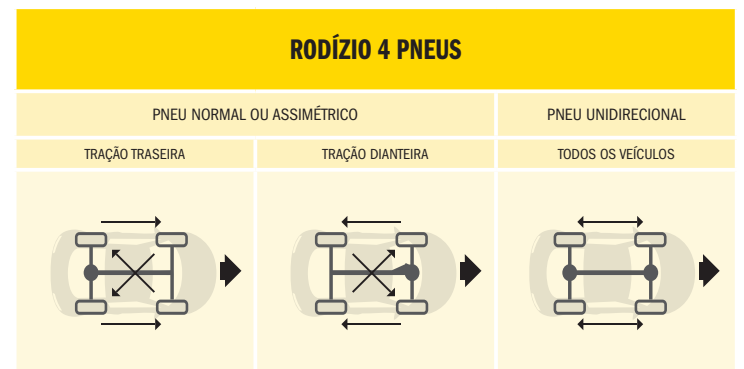 RODÍZIO 4 PNEUS
PNEU NORMAL OU ASSIMÉTRICO
PNEU UNIDIRECIONAL
TRAÇÃO TRASEIRA
TRAÇÃO DIANTEIRA
TODOS OS VEÍCULOS